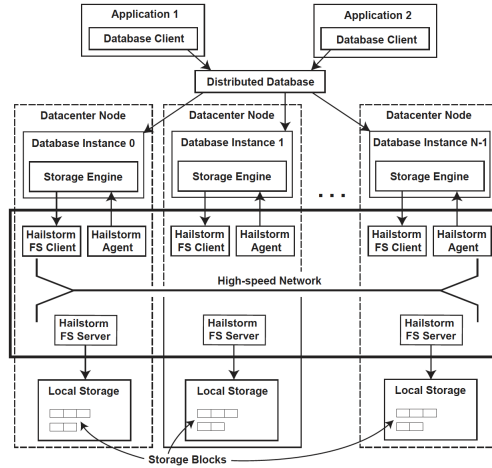 Application 1
Database Client
Application 2
Database Client
Distributed Database
Datacenter Node
Datacenter Node
Datacenter Node
Database Instance 0
Database Instance 1
Database Instance N-1
Storage Engine
Storage Engine
Storage Engine
. . .
Hailstorm
FS Client
Hailstorm
Agent
Hailstorm
FS Client
Hailstorm
Agent
Hailstorm
FS Client
Hailstorm
Agent
High-speed Network
Hailstorm
FS Server
Hailstorm
FS Server
Hailstorm
FS Server
Local Storage
Local Storage
Local Storage
Storage Blocks